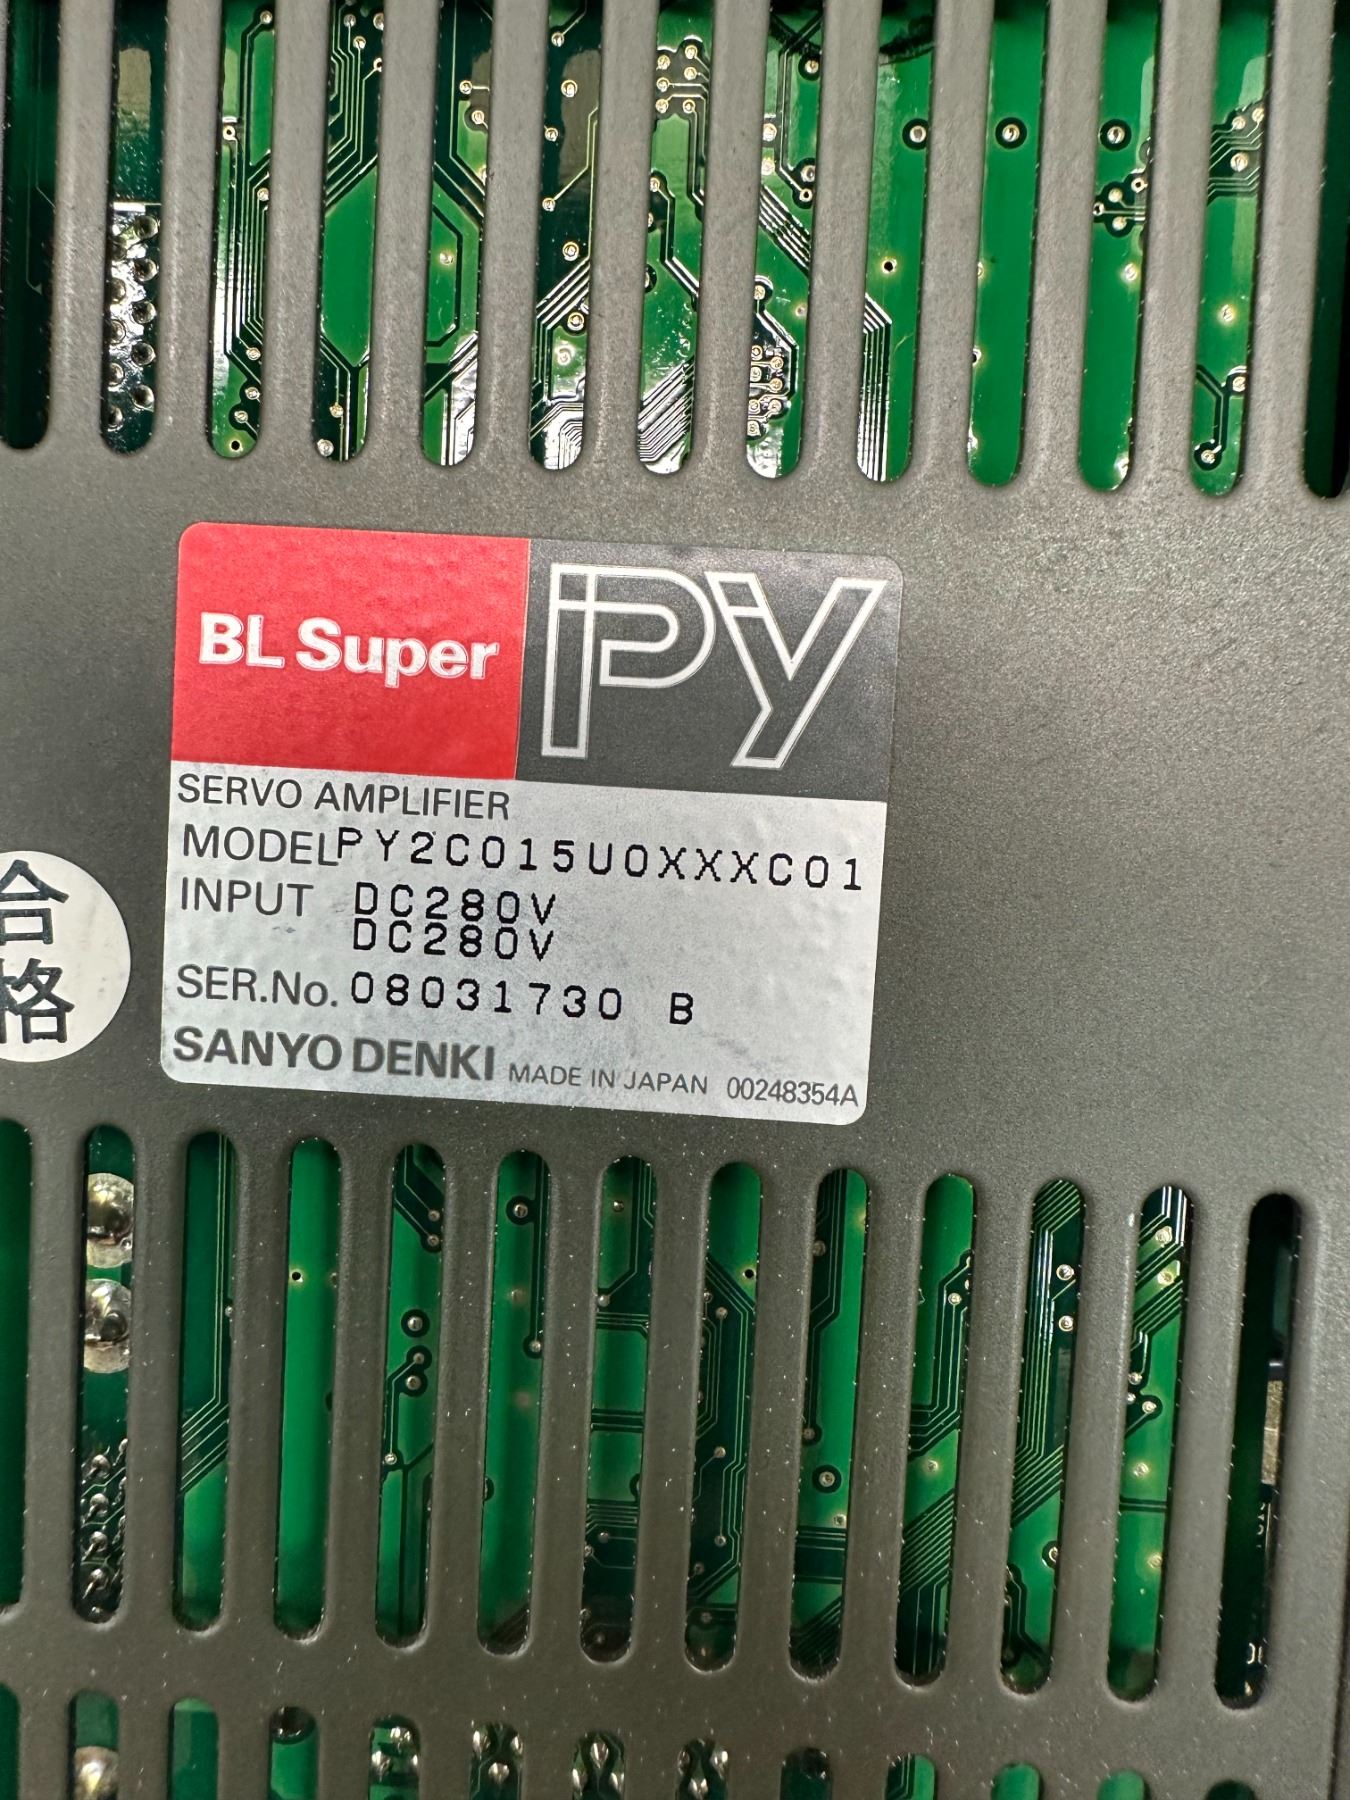 BL Super PY
SERVO AMPLIFIER
MODEL PY2C015U0XXXC01
INPUT DC280V
DC280V
SER.No. 08031730 B
SANYO DENKI MADE IN JAPAN 00248354A
合
格